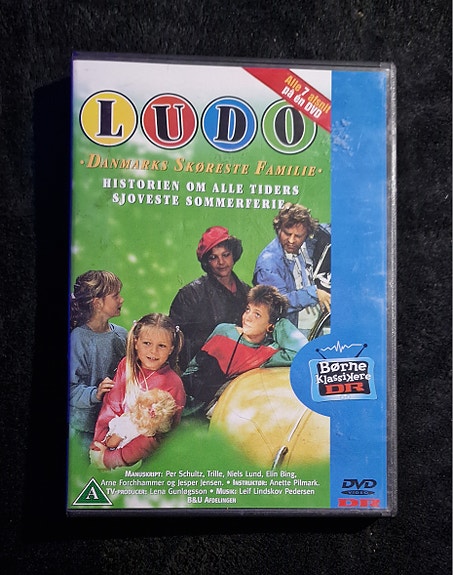 Alle 7 afsnit
på én DVD
LUDO
· DANMARKS SKØRESTE FAMILIE ·
HISTORIEN OM ALLE TIDERS
SJOVESTE SOMMERFERIE
Børne
Klassikere
DR
MANUSKRIPT: Per Schultz, Trille, Niels Lund, Elin Bing,
Arne Forchhammer og Jesper Jensen. • INSTRUKTØR: Anette Pilmark.
TV-PRODUCER: Lena Gunløgsson • MUSIK: Leif Lindskov Pedersen
B&U AFDELINGEN
A
DVD
VIDEO
DR